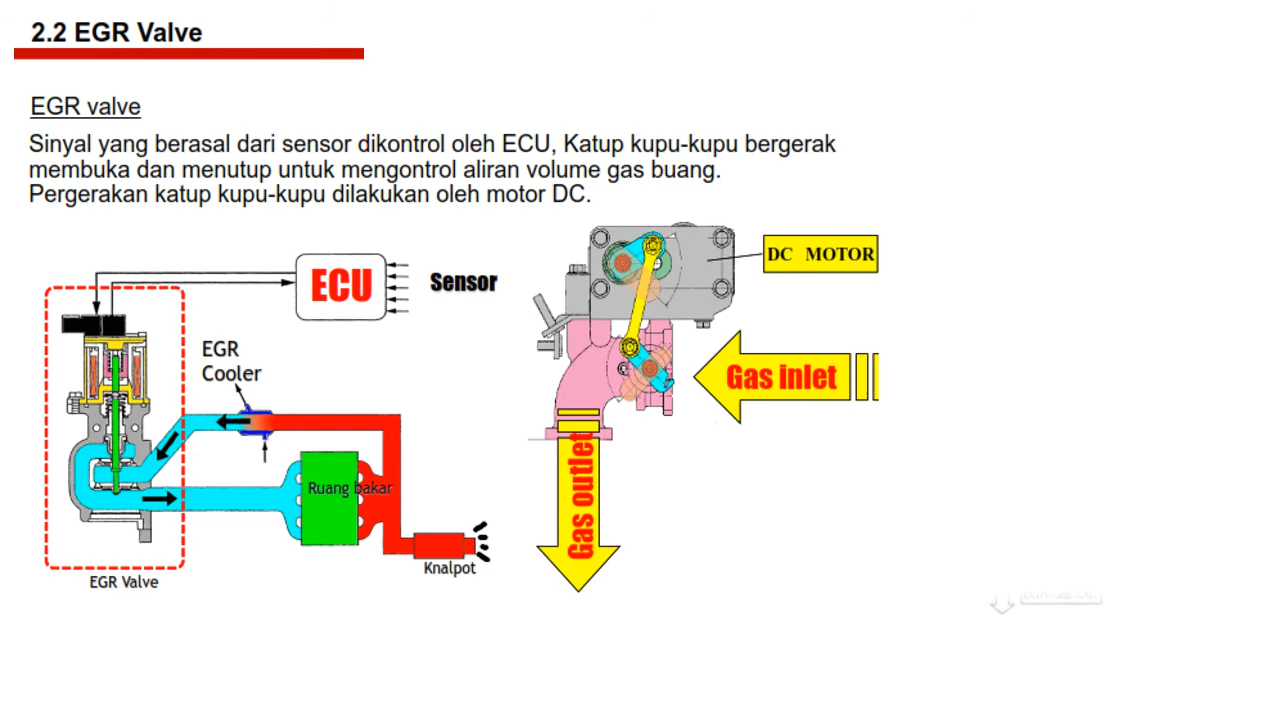 2.2 EGR Valve
EGR valve
Sinyal yang berasal dari sensor dikontrol oleh ECU, Katup kupu-kupu bergerak
membuka dan menutup untuk mengontrol aliran volume gas buang.
Pergerakan katup kupu-kupu dilakukan oleh motor DC.
DC MOTOR
ECU
Sensor
EGR
Cooler
Gas inlet
Ruang bakar
Gas outlet
Knalpot
EGR Valve